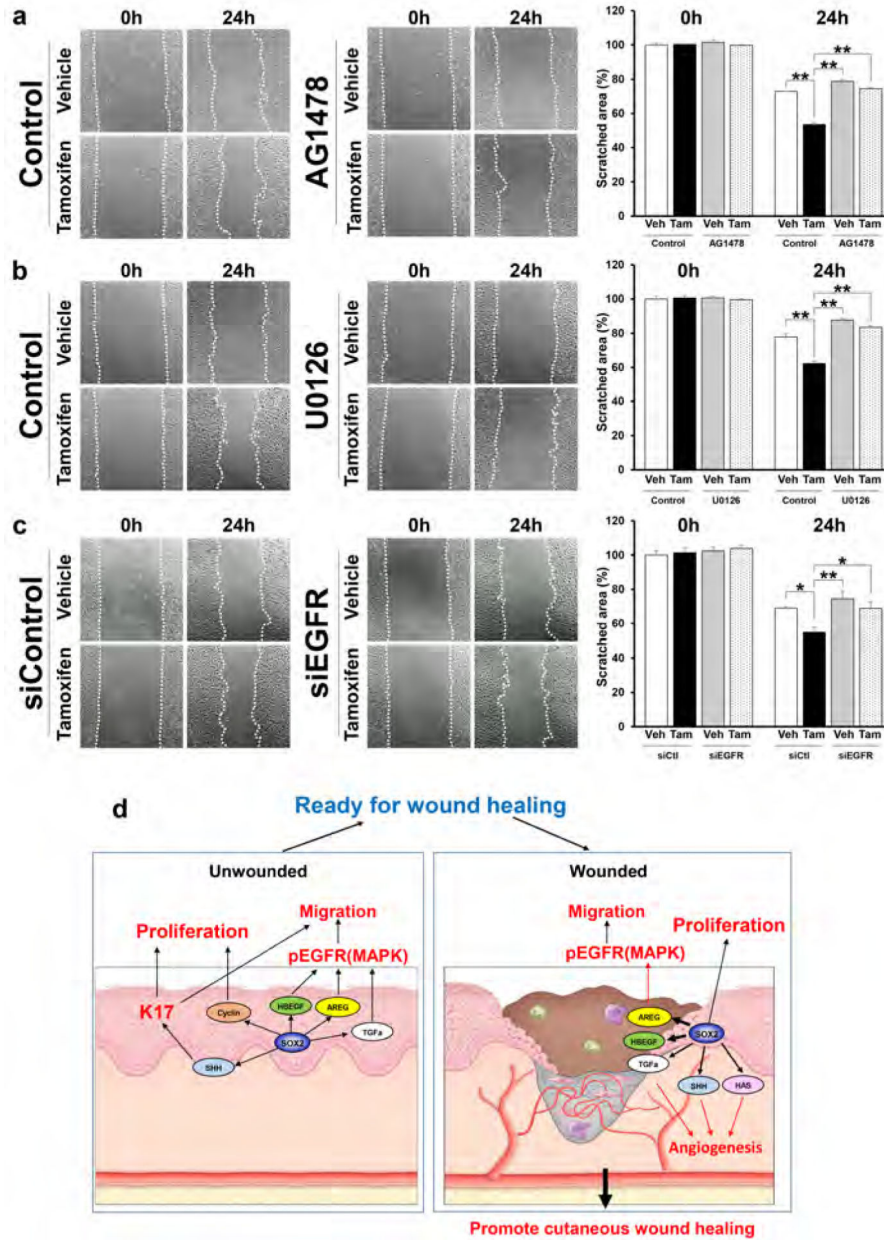 a
0h 24h 0h 24h
Control
Vehicle
Tamoxifen
AG1478
Vehicle
Tamoxifen
0h 24h
Scratched area (%)
120
100
80
60
40
20
0
** ** **
Veh Tam Veh Tam Veh Tam Veh Tam
Control AG1478 Control AG1478
b
0h 24h 0h 24h
Control
Vehicle
Tamoxifen
U0126
Vehicle
Tamoxifen
0h 24h
Scratched area (%)
120
100
80
60
40
20
0
** ** **
Veh Tam Veh Tam Veh Tam Veh Tam
Control U0126 Control U0126
c
0h 24h 0h 24h
siControl
Vehicle
Tamoxifen
siEGFR
Vehicle
Tamoxifen
0h 24h
Scratched area (%)
120
100
80
60
40
20
0
* ** *
Veh Tam Veh Tam Veh Tam Veh Tam
siCtl siEGFR siCtl siEGFR
d
Ready for wound healing
Unwounded
Migration
Proliferation
pEGFR(MAPK)
K17
Cyclin
HBEGF
AREG
TGFa
SOX2
SHH
Wounded
Migration
Proliferation
pEGFR(MAPK)
AREG
SOX2
HBEGF
TGFa
SHH
HAS
Angiogenesis
Promote cutaneous wound healing